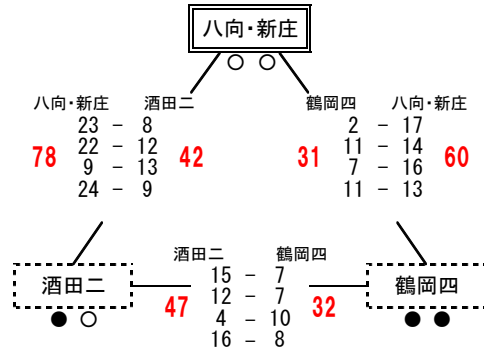 八向・新庄
○ ○
八向・新庄 酒田二
23 - 8
22 - 12
9 - 13
24 - 9
78 42
鶴岡四 八向・新庄
2 - 17
11 - 14
7 - 16
11 - 13
31 60
酒田二
● ○
酒田二 鶴岡四
15 - 7
12 - 7
4 - 10
16 - 8
47 32
鶴岡四
● ●